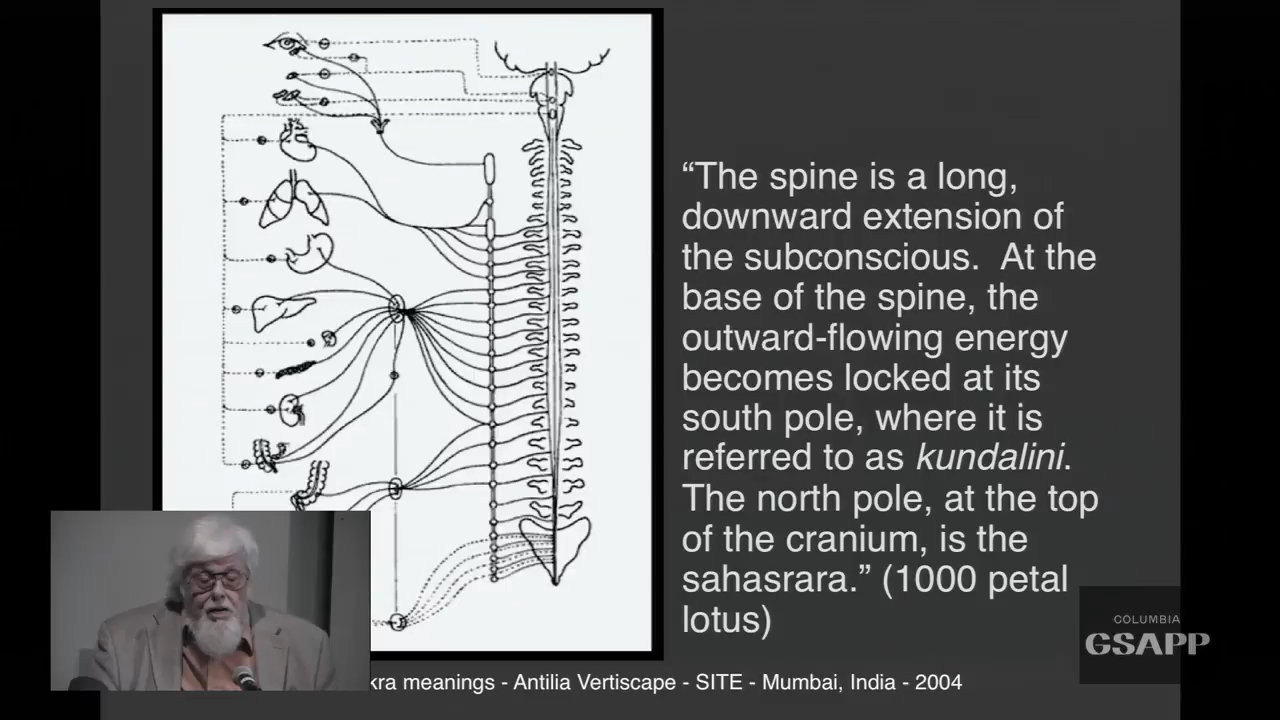 “The spine is a long,
downward extension of
the subconscious.  At the
base of the spine, the
outward-flowing energy
becomes locked at its
south pole, where it is
referred to as kundalini.
The north pole, at the top
of the cranium, is the
sahasrara.” (1000 petal
lotus)
COLUMBIA
GSAPP
meanings - Antilia Vertiscape - SITE - Mumbai, India - 2004